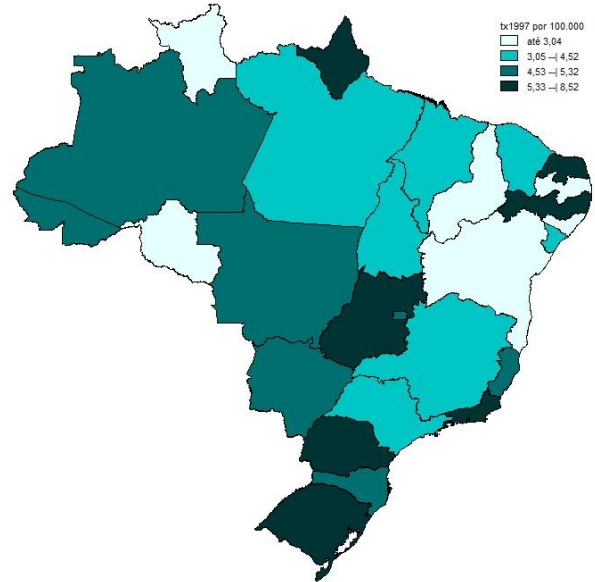 tx1997 por 100.000
até 3,04
3,05 --| 4,52
4,53 --| 5,32
5,33 --| 8,52